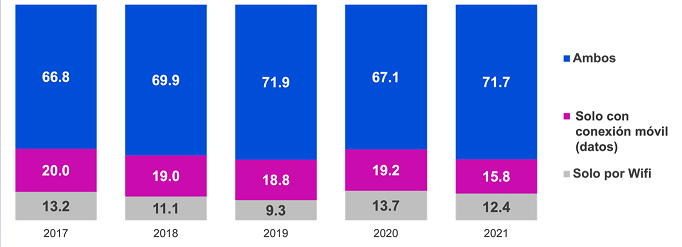 66.8 69.9 71.9 67.1 71.7
20.0 19.0 18.8 19.2 15.8
13.2 11.1 9.3 13.7 12.4
2017 2018 2019 2020 2021
Ambos
Solo con
conexión móvil
(datos)
Solo por Wifi